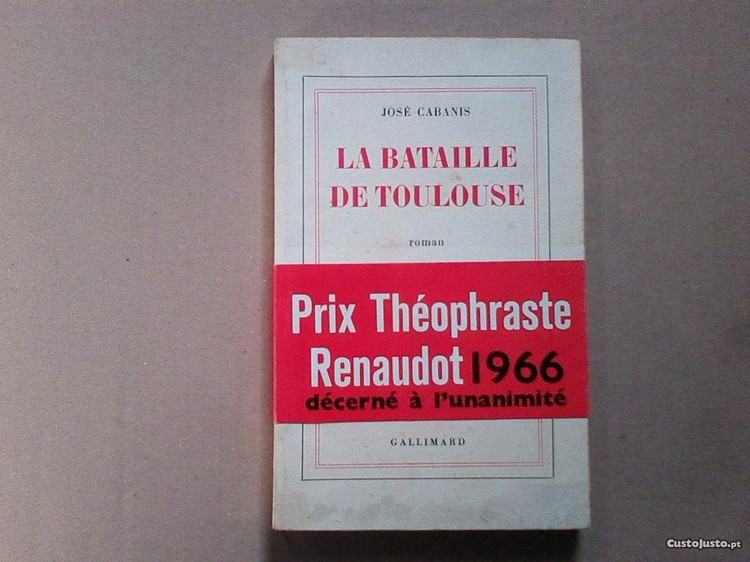 JOSÉ CABANIS
LA BATAILLE
DE TOULOUSE
roman
Prix Théophraste
Renaudot 1966
décerné à l'unanimité
GALLIMARD
CustoJusto.pt